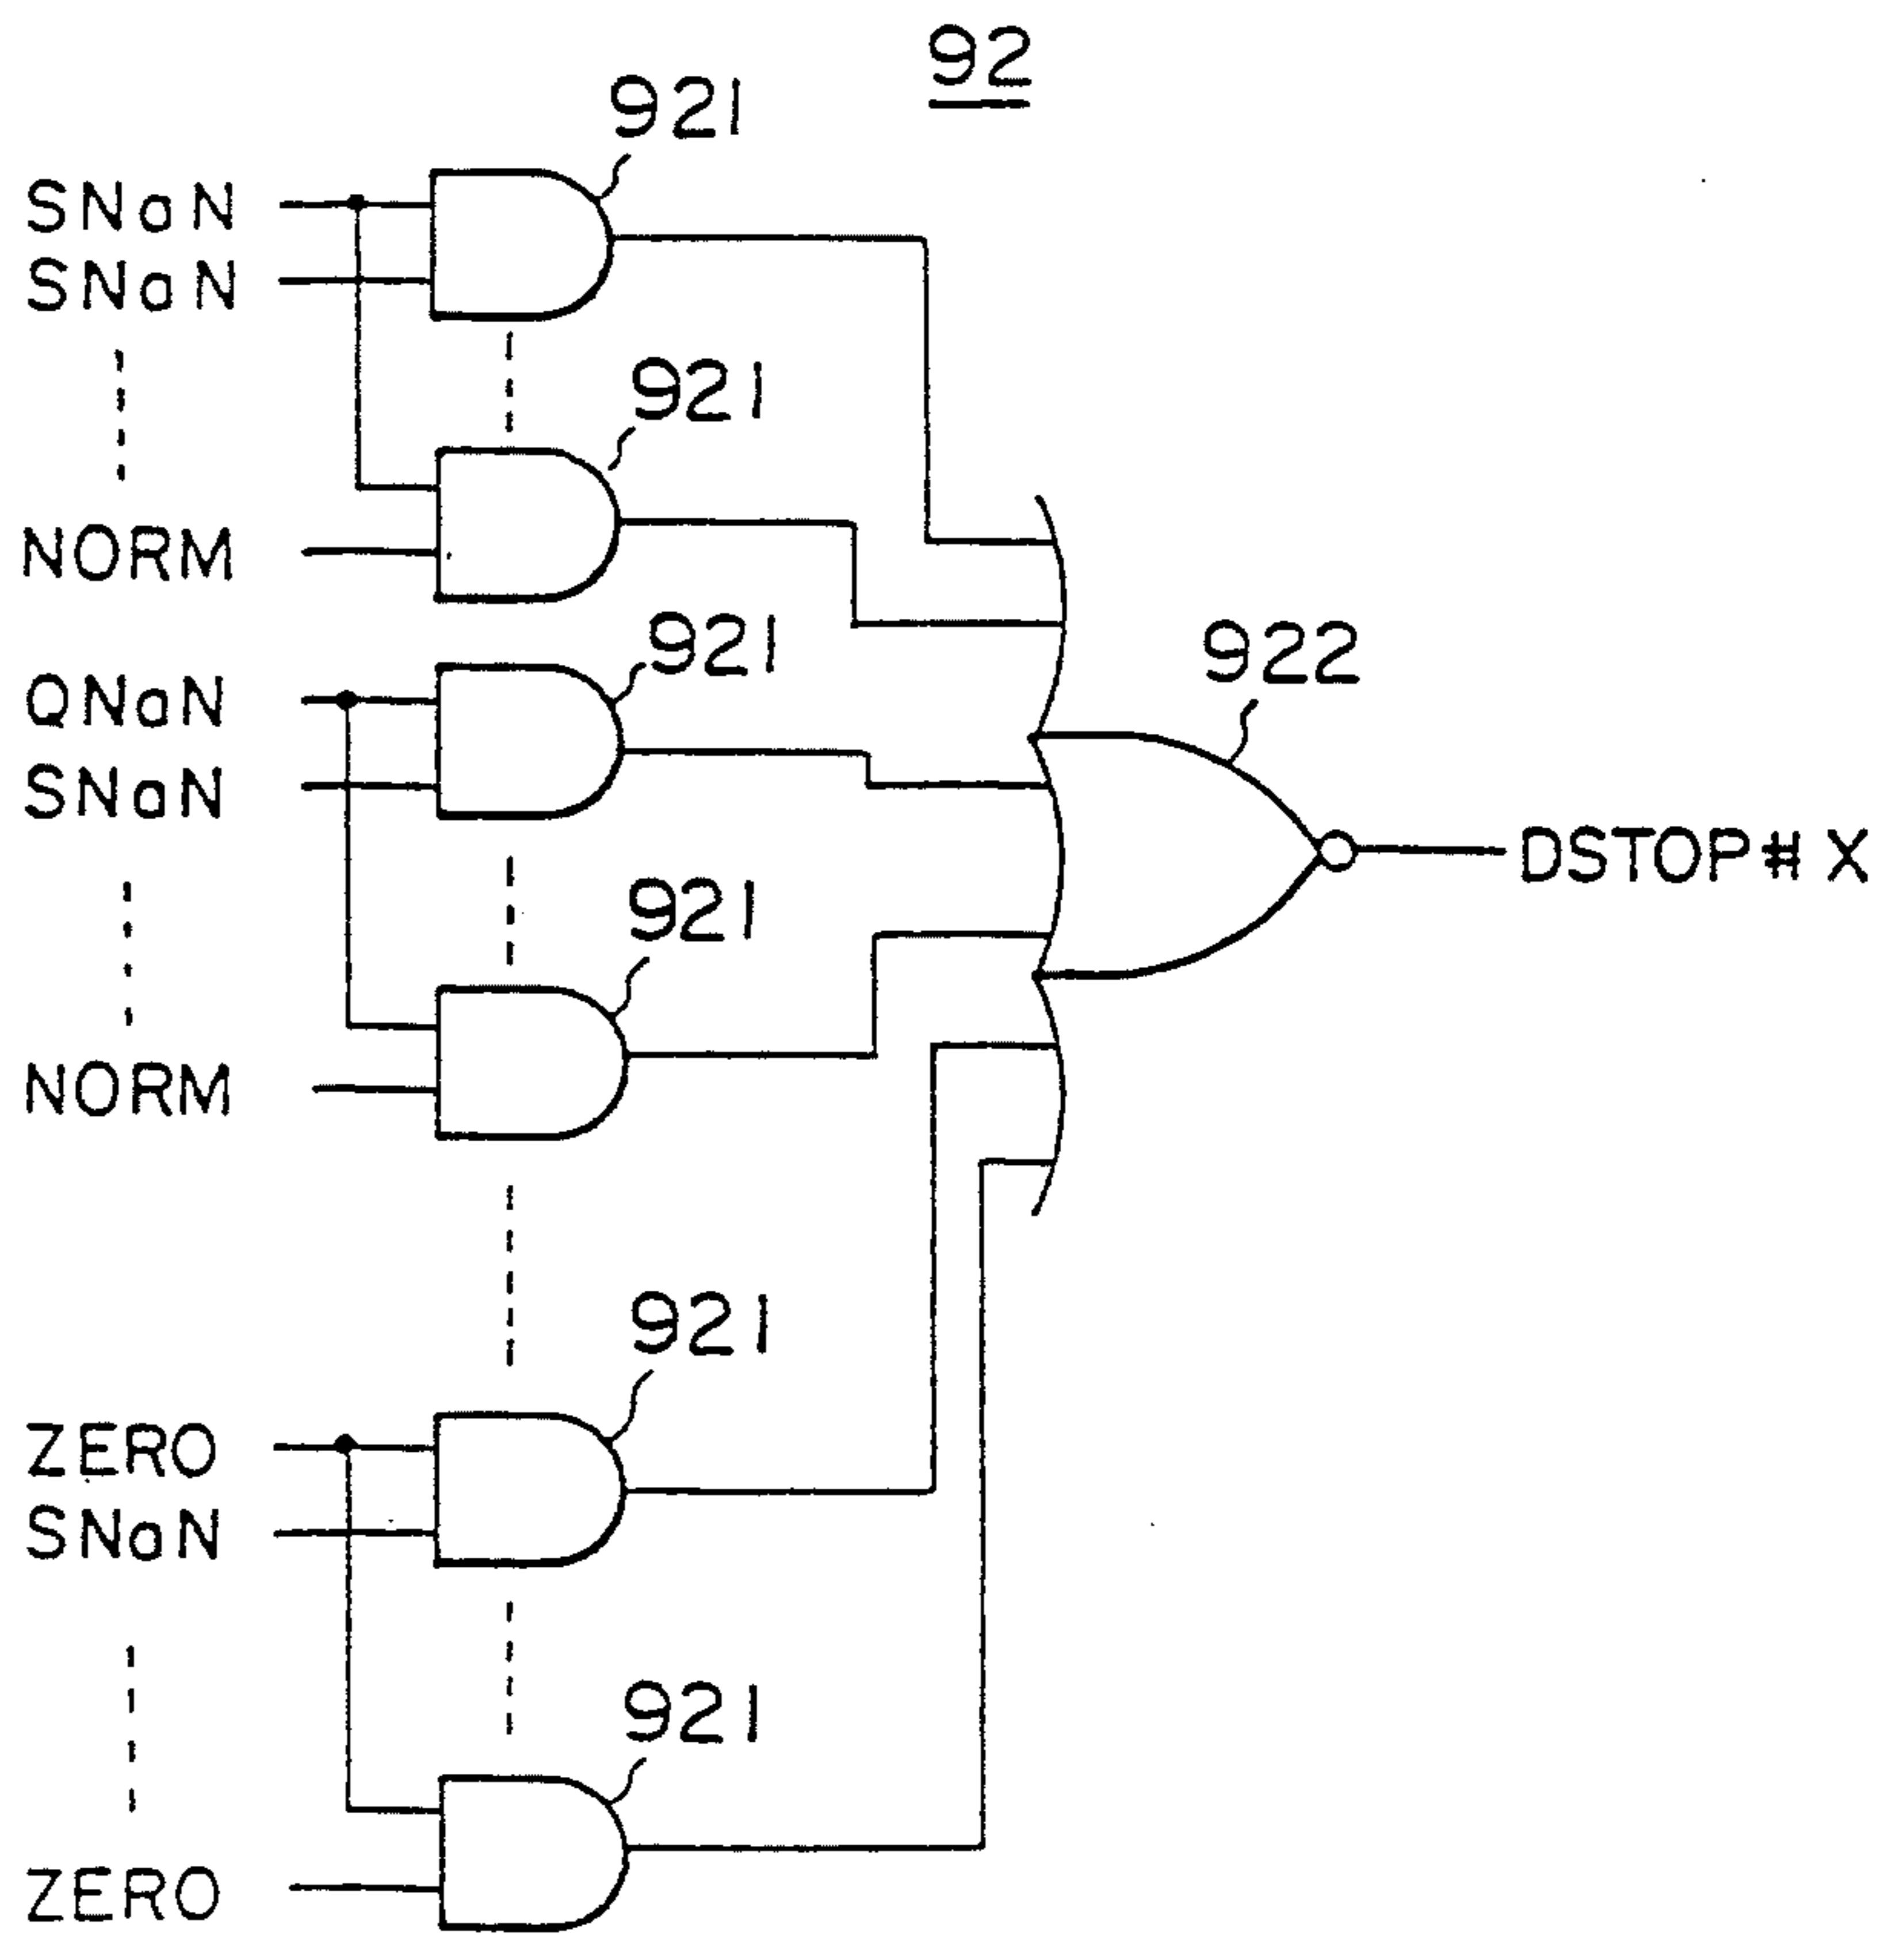 92
921
SNaN
SNaN
921
NORM
921
QNaN
922
SNaN
DSTOP# X
921
NORM
921
ZERO
SNaN
921
ZERO